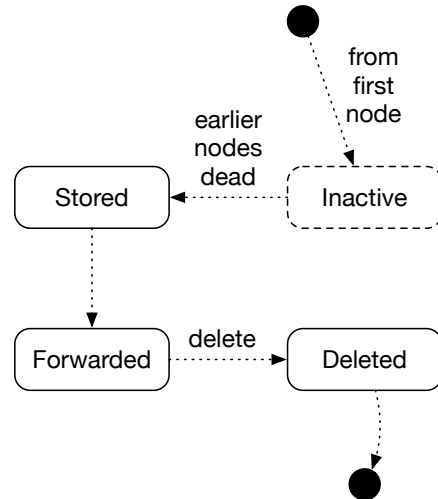 from
first
node
earlier
nodes
dead
Stored
Inactive
delete
Forwarded
Deleted